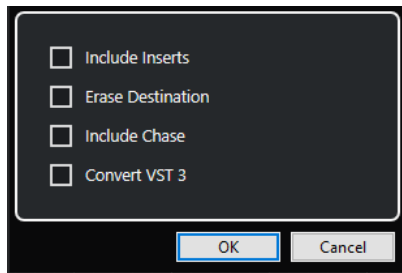 Include Inserts
Erase Destination
Include Chase
Convert VST 3
OK
Cancel